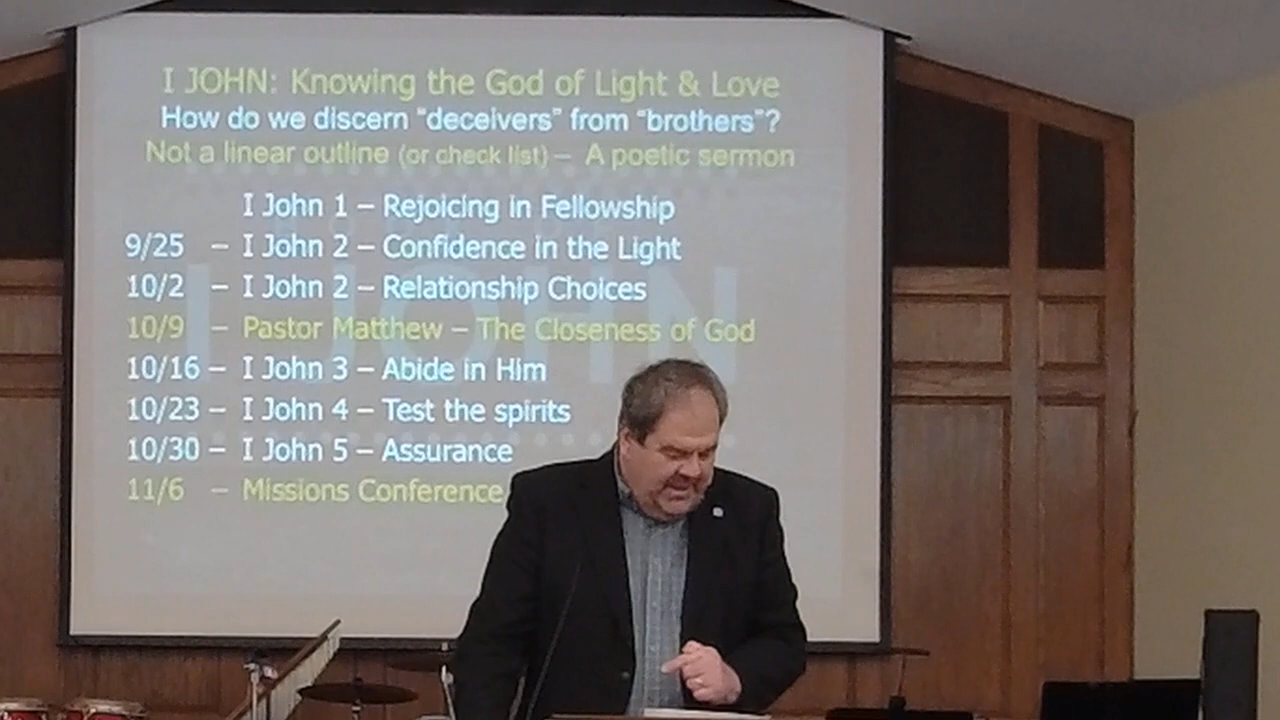 I JOHN: Knowing the God of Light & Love
How do we discern "deceivers" from "brothers"?
Not a linear outline (or check list) – A poetic sermon
I John 1 – Rejoicing in Fellowship
9/25 – I John 2 – Confidence in the Light
10/2 – I John 2 – Relationship Choices
10/9 – Pastor Matthew – The Closeness of God
10/16 – I John 3 – Abide in Him
10/23 – I John 4 – Test the spirits
10/30 – I John 5 – Assurance
11/6 – Missions Conference
I JOHN